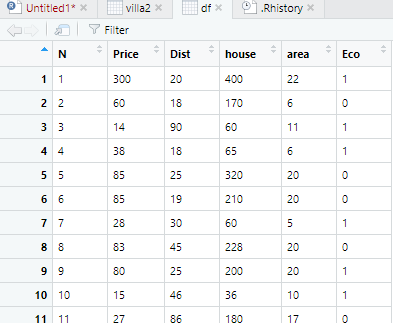 Untitled1* villa2 df .Rhistory
Filter
N Price Dist house area Eco
1 1 300 20 400 22 1
2 2 60 18 170 6 0
3 3 14 90 60 11 1
4 4 38 18 65 6 1
5 5 85 25 320 20 0
6 6 85 19 210 20 0
7 7 28 30 60 5 1
8 8 83 45 228 20 0
9 9 80 25 200 20 1
10 10 15 46 36 10 1
11 11 27 86 180 17 0